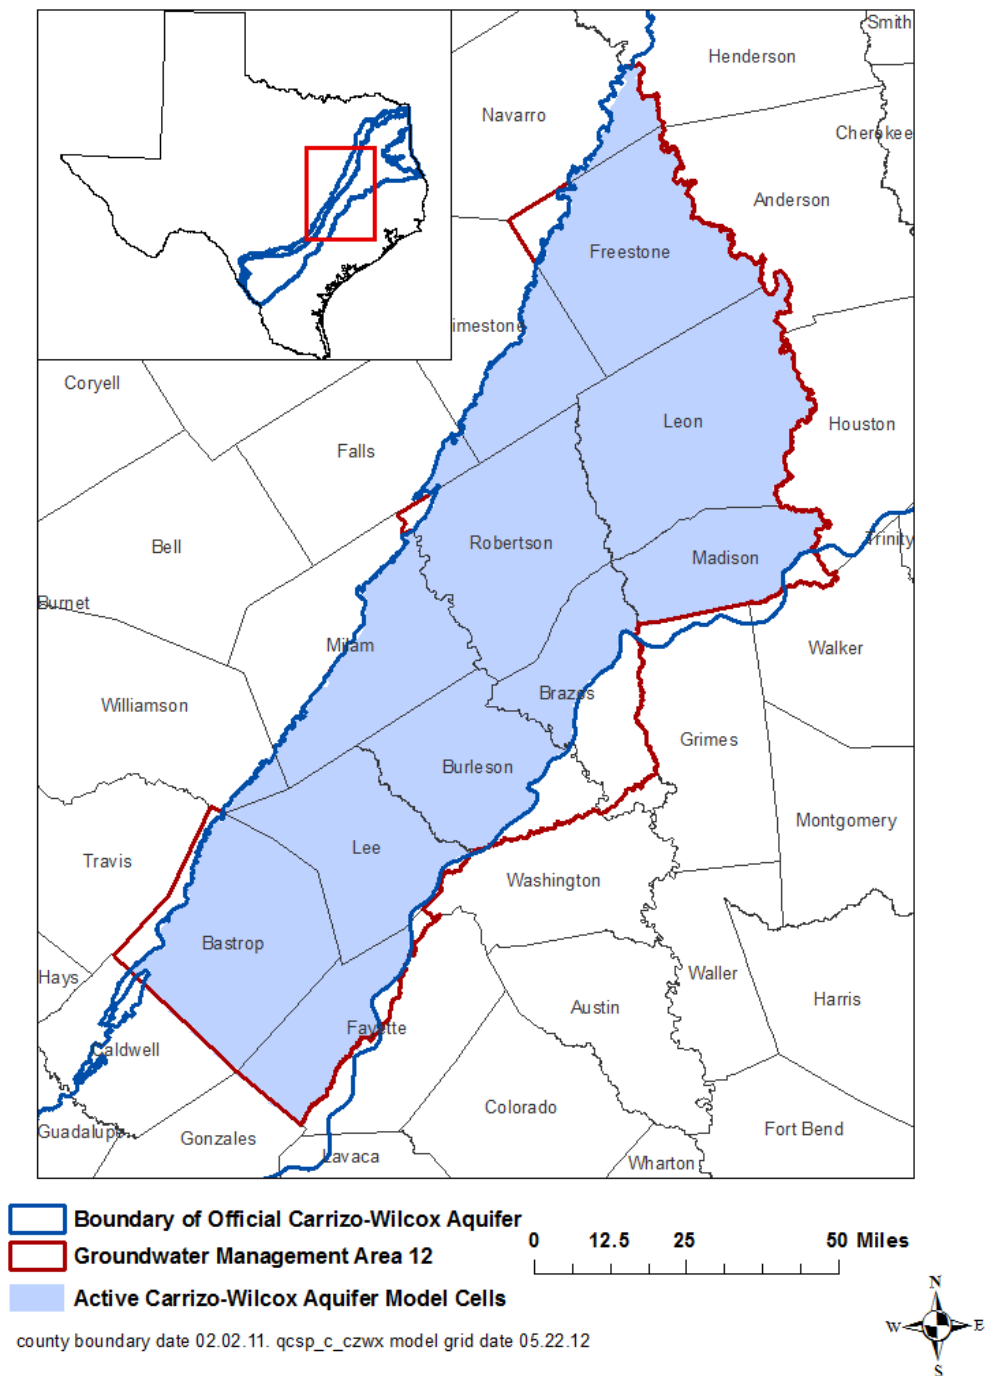 Smith
Henderson
Navarro
Cherokee
Anderson
Freestone
imestone
Coryell
Leon
Houston
Falls
Robertson
Trinity
Bell
Madison
Burnet
Milam
Walker
Brazos
Williamson
Grimes
Burleson
Montgomery
Lee
Travis
Washington
Bastrop
Waller
Hays
Harris
Austin
Fayette
Caldwell
Colorado
Guadalupe
Gonzales
Fort Bend
Lavaca
Wharton
Boundary of Official Carrizo-Wilcox Aquifer
Groundwater Management Area 12
Active Carrizo-Wilcox Aquifer Model Cells
0 12.5 25 50 Miles
county boundary date 02.02.11. qcsp_c_czwx model grid date 05.22.12
N
W E
S